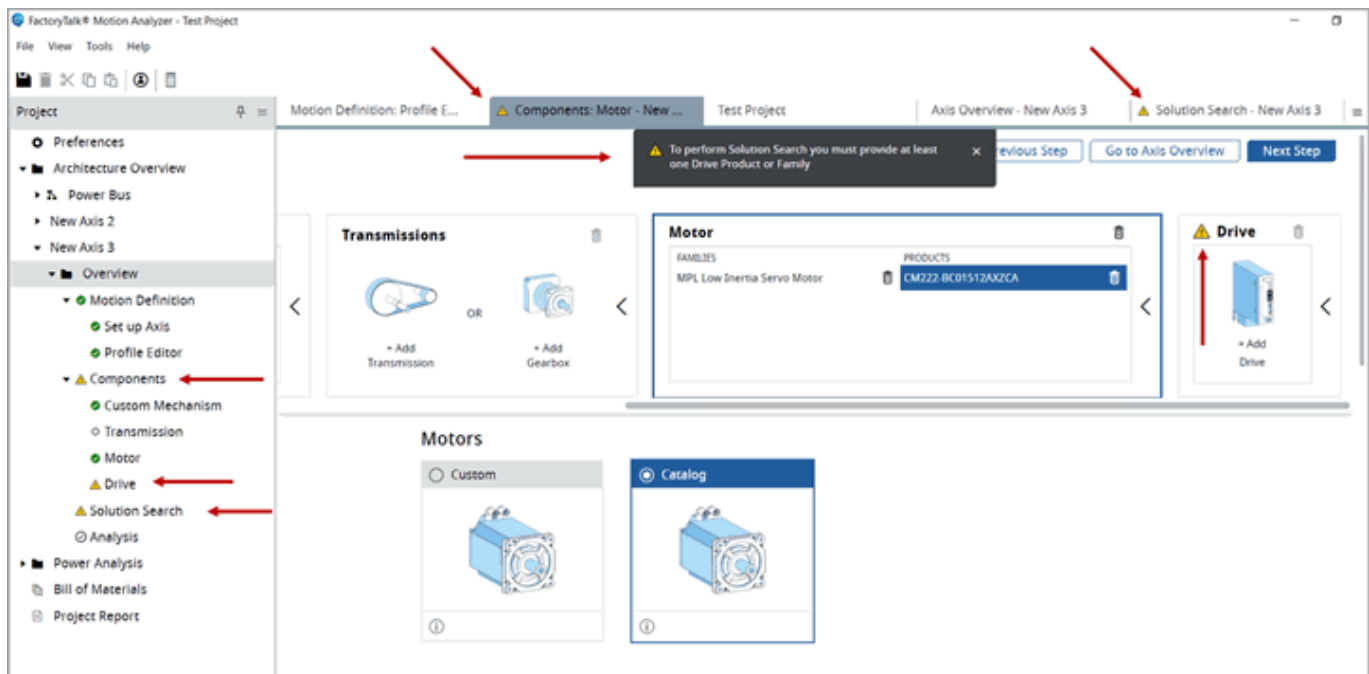 FactoryTalk® Motion Analyzer - Test Project
File View Tools Help
Project
Preferences
Architecture Overview
Power Bus
New Axis 2
New Axis 3
Overview
Motion Definition
Set up Axis
Profile Editor
Components
Custom Mechanism
Transmission
Motor
Drive
Solution Search
Analysis
Power Analysis
Bill of Materials
Project Report
Motion Definition: Profile E...
Components: Motor - New ...
Test Project
Axis Overview - New Axis 3
Solution Search - New Axis 3
To perform Solution Search you must provide at least
one Drive Product or Family
revious Step
Go to Axis Overview
Next Step
Transmissions
OR
+ Add
Transmission
+ Add
Gearbox
Motor
FAMILIES
PRODUCTS
MPL Low Inertia Servo Motor
CM222-BC01512AXZCA
Drive
+ Add
Drive
Motors
Custom
Catalog